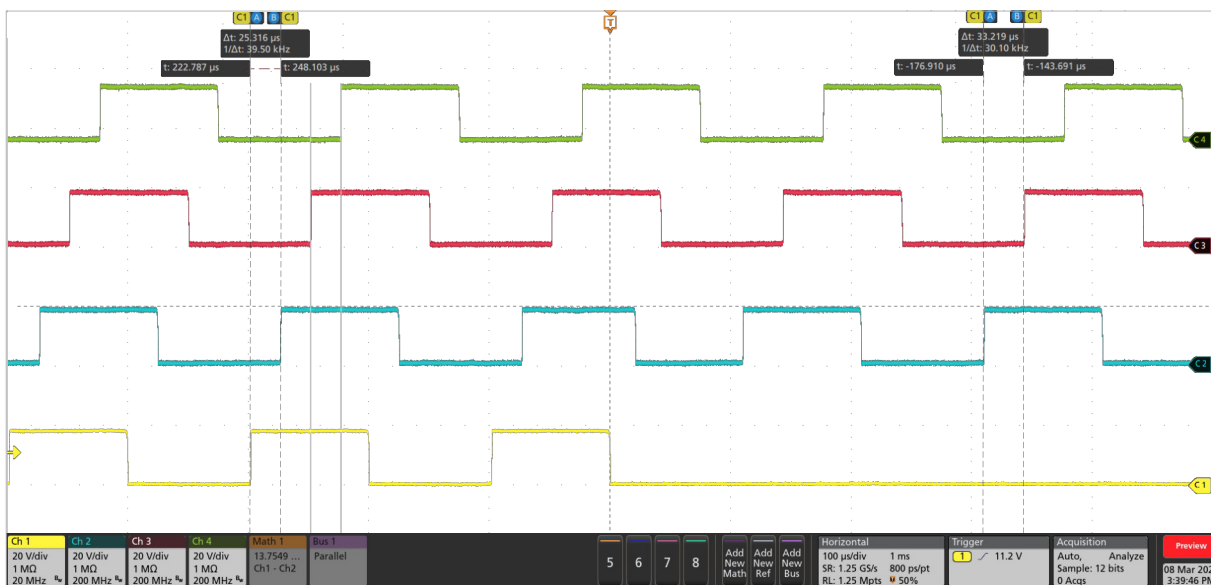 C1 A B C1
C1 A B C1
T
Δt: 25.316 µs
1/Δt: 39.50 kHz
Δt: 33.219 µs
1/Δt: 30.10 kHz
t: 222.787 µs
t: 248.103 µs
t: -176.910 µs
t: -143.691 µs
C 4
C 3
C 2
C 1
Ch 1
20 V/div
1 MΩ
20 MHz
Ch 2
20 V/div
1 MΩ
200 MHz
Ch 3
20 V/div
1 MΩ
200 MHz
Ch 4
20 V/div
1 MΩ
200 MHz
Math 1
13.7549 ...
Ch1 - Ch2
Bus 1
Parallel
5 6 7 8
Add
New
Math
Add
New
Ref
Add
New
Bus
Horizontal
100 µs/div 1 ms
SR: 1.25 GS/s 800 ps/pt
RL: 1.25 Mpts 50%
Trigger
1 11.2 V
Acquisition
Auto, Analyze
Sample: 12 bits
0 Acqs
Preview
08 Mar 202
3:39:46 P